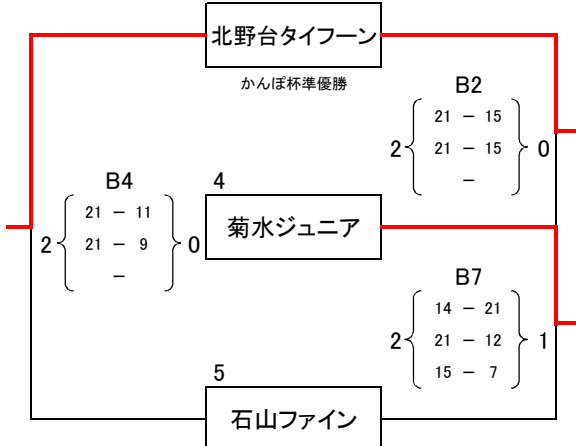 北野台タイフーン
かんぽ杯準優勝
B2
21 － 15
2 21 － 15 0
－
B4
21 － 11
2 21 － 9 0
－
4
菊水ジュニア
B7
14 － 21
2 21 － 12 1
15 － 7
5
石山ファイン